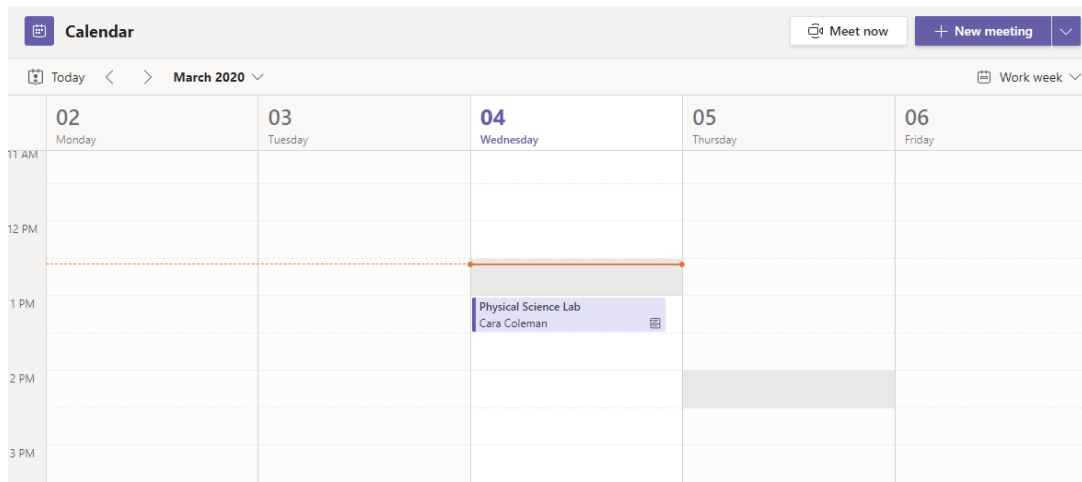 Calendar
Meet now
New meeting
Today
March 2020
Work week
02
Monday
03
Tuesday
04
Wednesday
05
Thursday
06
Friday
11 AM
12 PM
1 PM
Physical Science Lab
Cara Coleman
2 PM
3 PM